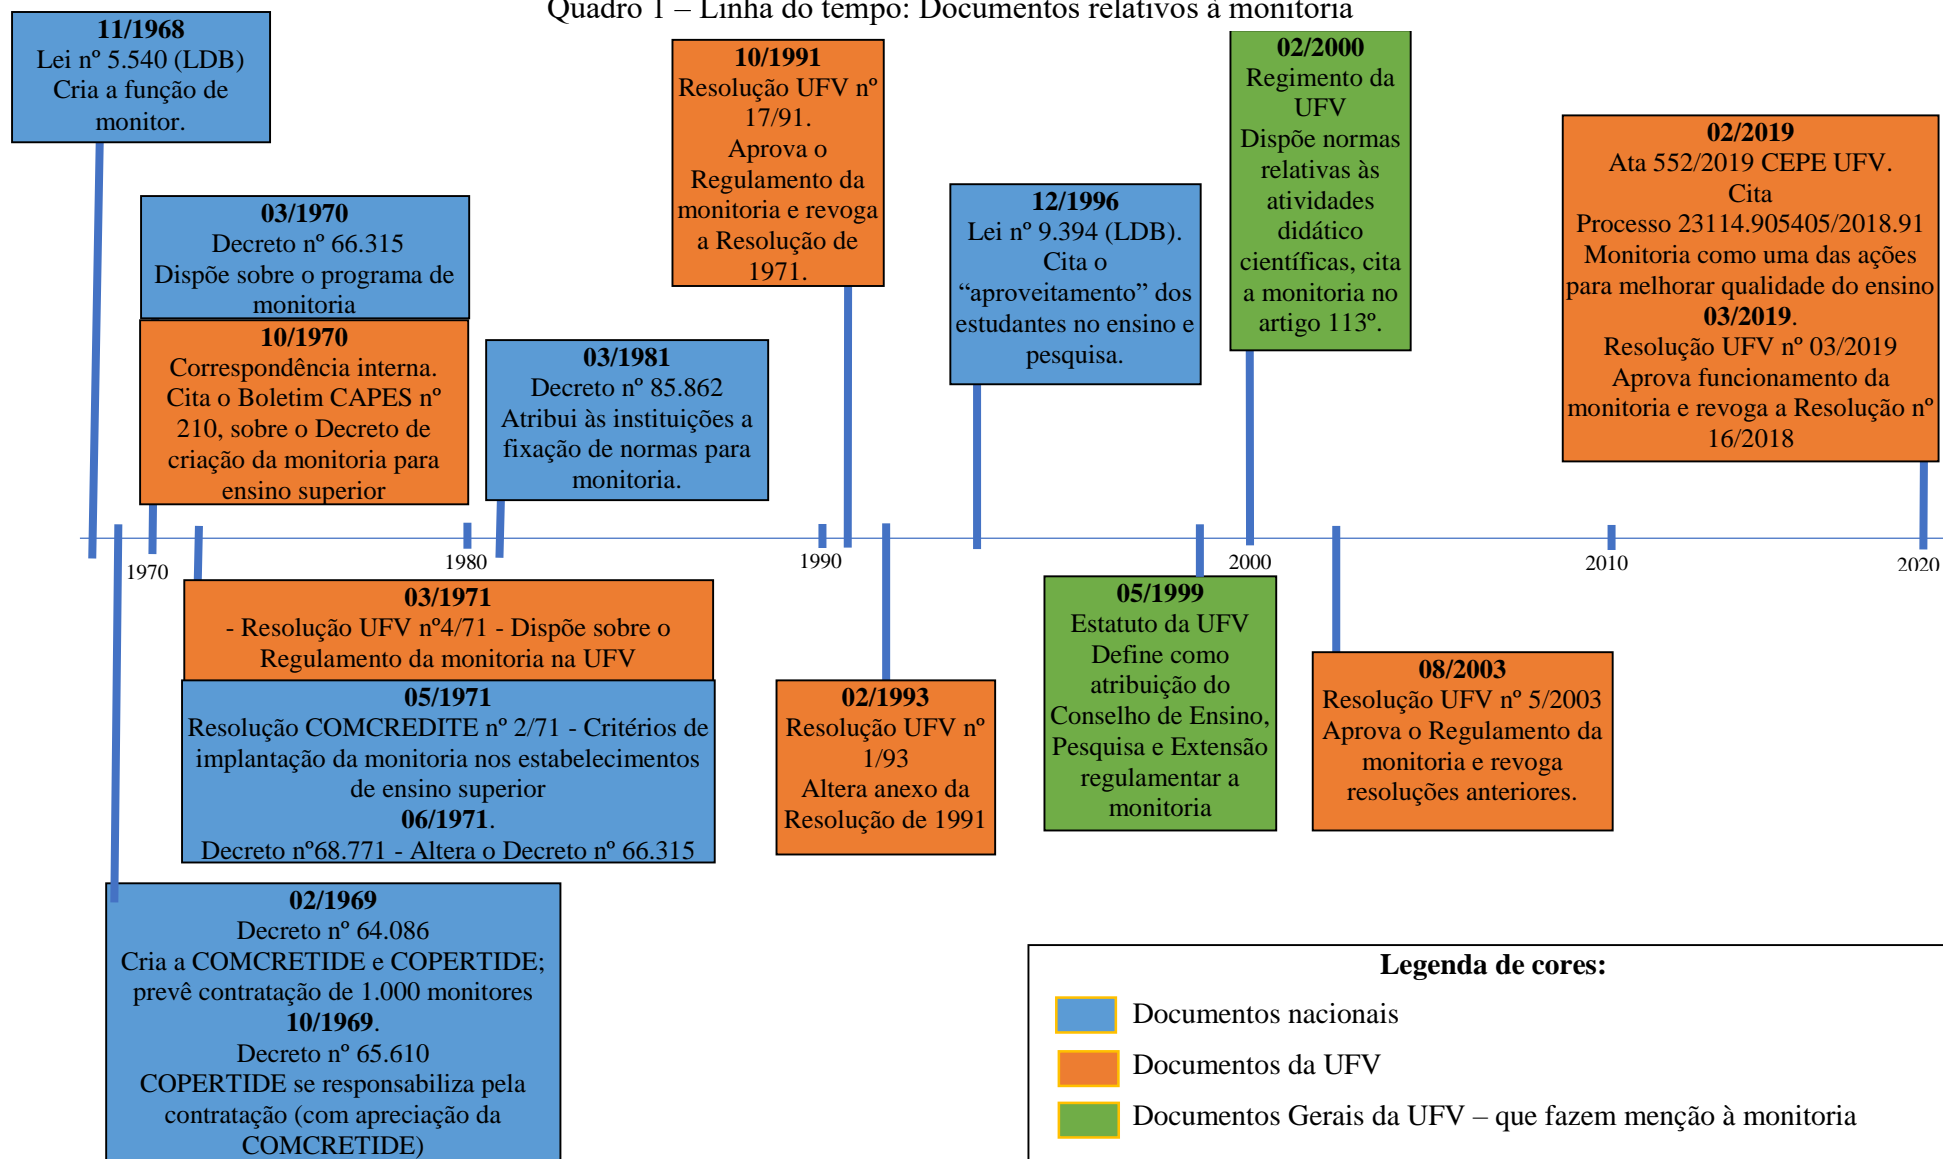 Quadro 1 – Linha do tempo: Documentos relativos à monitoria
11/1968
Lei nº 5.540 (LDB)
Cria a função de
monitor.
03/1970
Decreto nº 66.315
Dispõe sobre o programa de
monitoria
10/1970
Correspondência interna.
Cita o Boletim CAPES nº
210, sobre o Decreto de
criação da monitoria para
ensino superior
03/1981
Decreto nº 85.862
Atribui às instituições a
fixação de normas para
monitoria.
10/1991
Resolução UFV nº
17/91.
Aprova o
Regulamento da
monitoria e revoga
a Resolução de
1971.
12/1996
Lei nº 9.394 (LDB).
Cita o
“aproveitamento” dos
estudantes no ensino e
pesquisa.
02/2000
Regimento da
UFV
Dispõe normas
relativas às
atividades
didático
científicas, cita
a monitoria no
artigo 113º.
02/2019
Ata 552/2019 CEPE UFV.
Cita
Processo 23114.905405/2018.91
Monitoria como uma das ações
para melhorar qualidade do ensino
03/2019.
Resolução UFV nº 03/2019
Aprova funcionamento da
monitoria e revoga a Resolução nº
16/2018
1970
1980
1990
2000
2010
2020
03/1971
- Resolução UFV nº4/71 - Dispõe sobre o
Regulamento da monitoria na UFV
05/1971
Resolução COMCREDITE nº 2/71 - Critérios de
implantação da monitoria nos estabelecimentos
de ensino superior
06/1971.
Decreto nº68.771 - Altera o Decreto nº 66.315
02/1969
Decreto nº 64.086
Cria a COMCRETIDE e COPERTIDE;
prevê contratação de 1.000 monitores
10/1969.
Decreto nº 65.610
COPERTIDE se responsabiliza pela
contratação (com apreciação da
COMCRETIDE)
02/1993
Resolução UFV nº
1/93
Altera anexo da
Resolução de 1991
05/1999
Estatuto da UFV
Define como
atribuição do
Conselho de Ensino,
Pesquisa e Extensão
regulamentar a
monitoria
08/2003
Resolução UFV nº 5/2003
Aprova o Regulamento da
monitoria e revoga
resoluções anteriores.
Legenda de cores:
Documentos nacionais
Documentos da UFV
Documentos Gerais da UFV – que fazem menção à monitoria